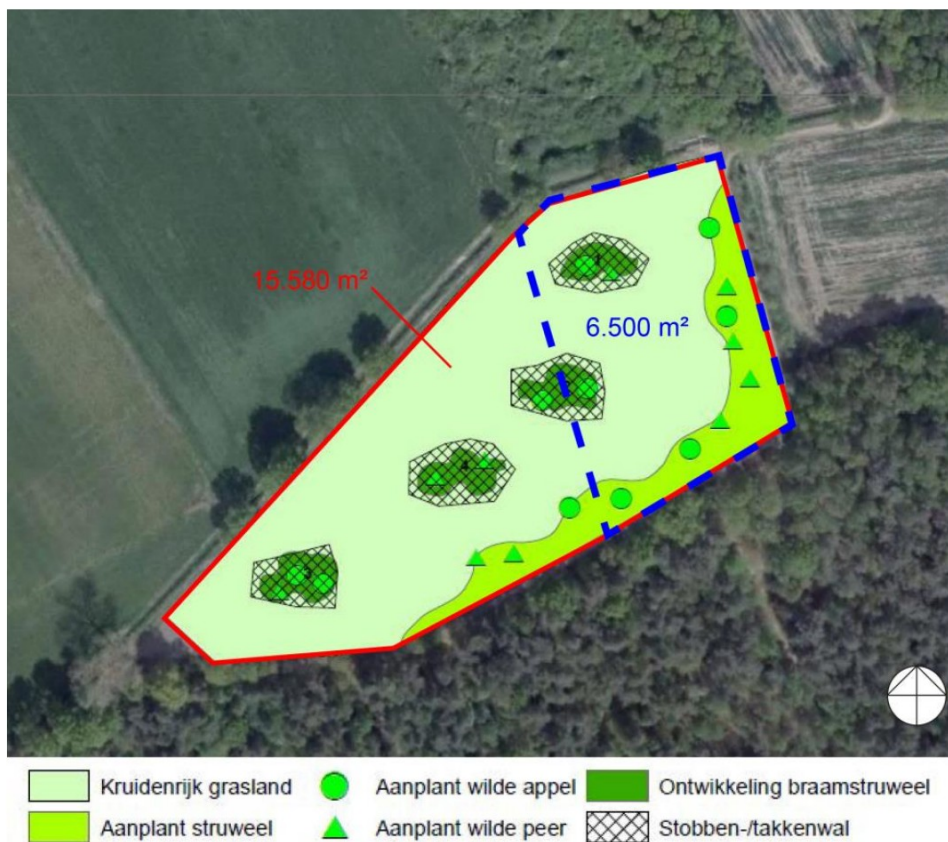 15.580 m²
6.500 m²
4
Kruidenrijk grasland
Aanplant wilde appel
Ontwikkeling braamstruweel
Aanplant struweel
Aanplant wilde peer
Stobben-/takkenwal